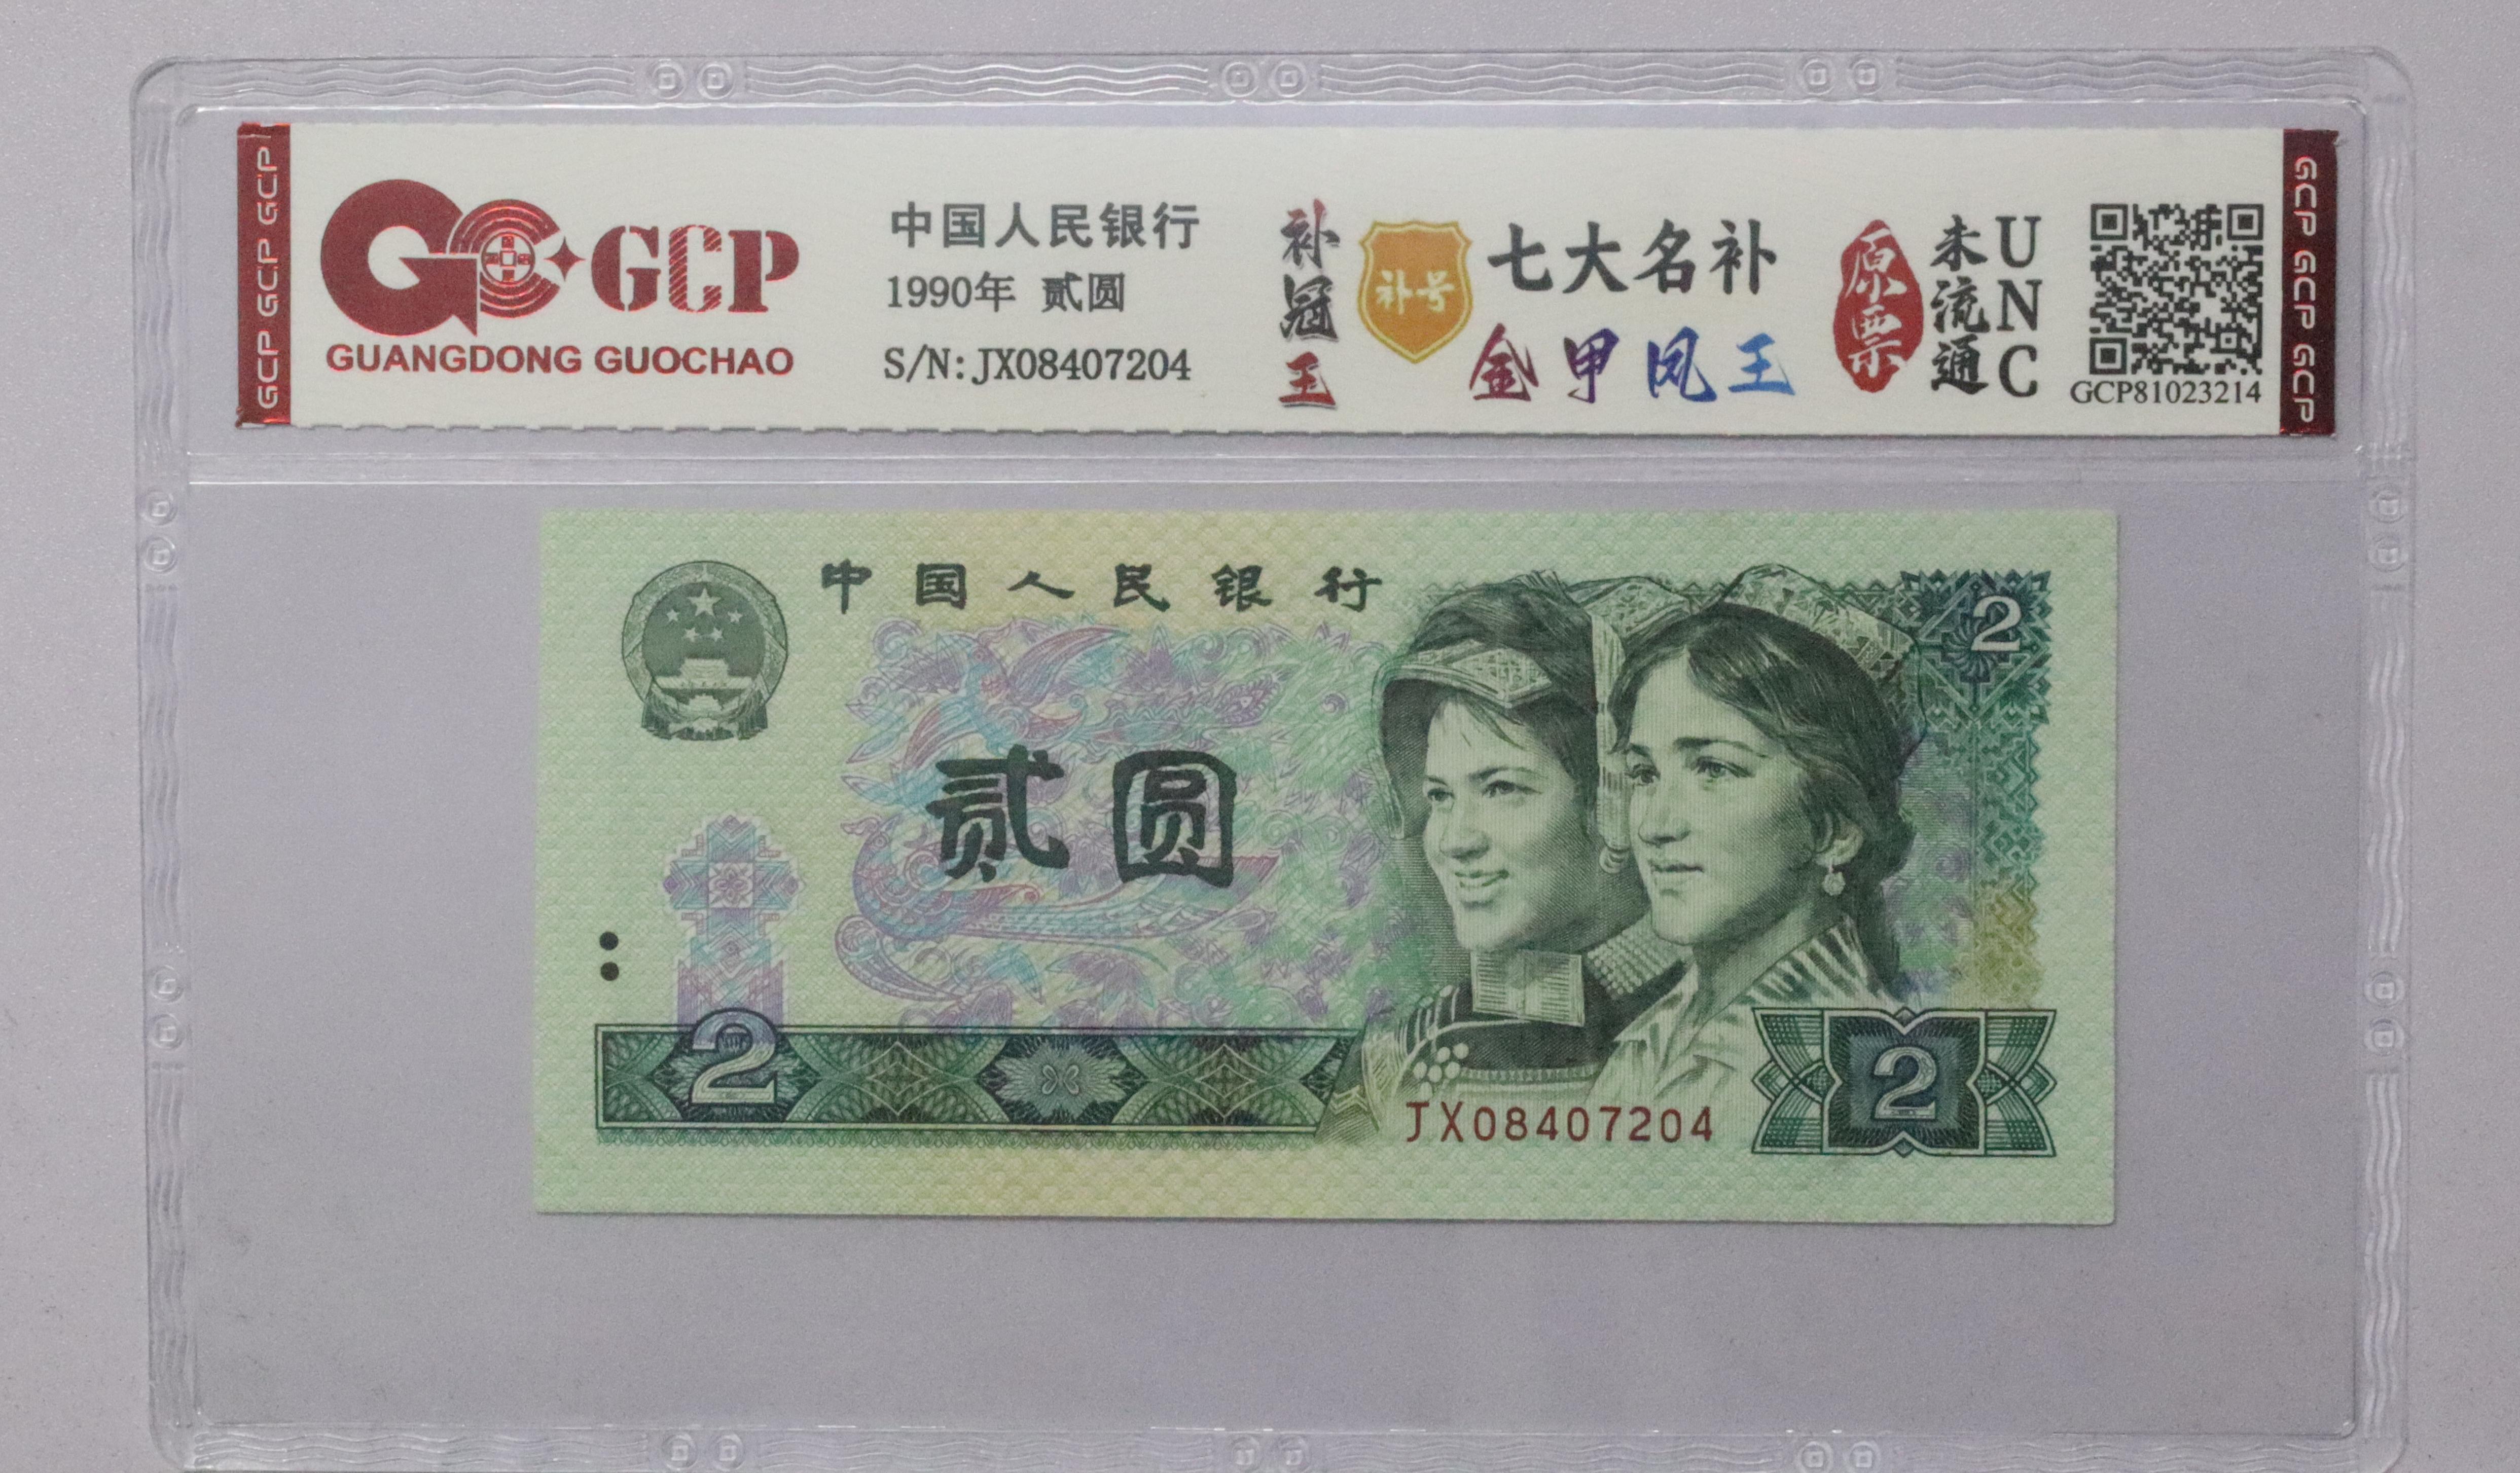 GCP GCP GCP
GCP
GUANGDONG GUOCHAO
中国人民银行
1990年 贰圆
S/N: JX08407204
补冠王
补号
七大名补
金甲凤王
原票
未流通
UNC
GCP81023214
GCP GCP GCP
中国人民银行
2
贰圆
2
JX08407204
2